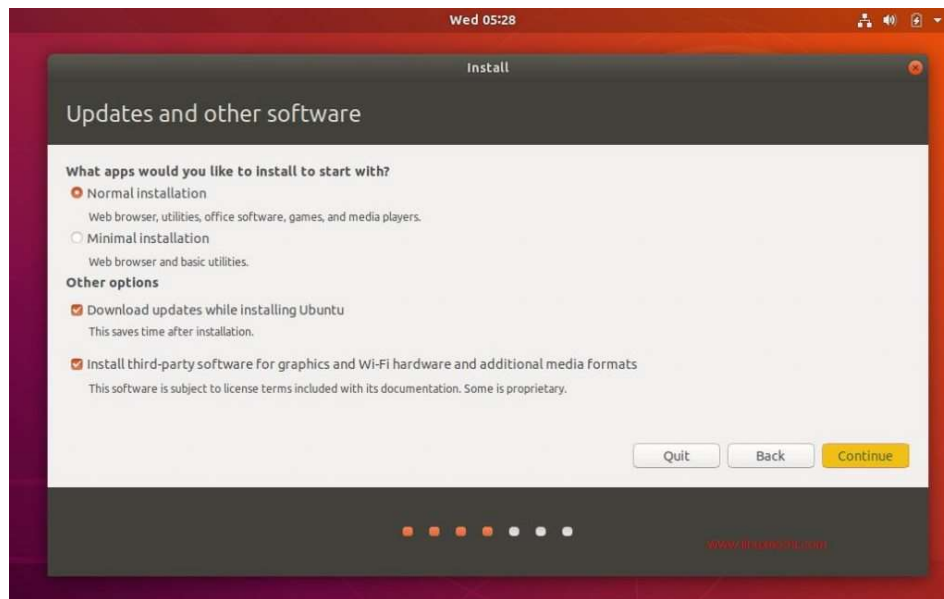 Wed 05:28
Install
Updates and other software
What apps would you like to install to start with?
Normal installation
Web browser, utilities, office software, games, and media players.
Minimal installation
Web browser and basic utilities.
Other options
Download updates while installing Ubuntu
This saves time after installation.
Install third-party software for graphics and Wi-Fi hardware and additional media formats
This software is subject to license terms included with its documentation. Some is proprietary.
Quit Back Continue